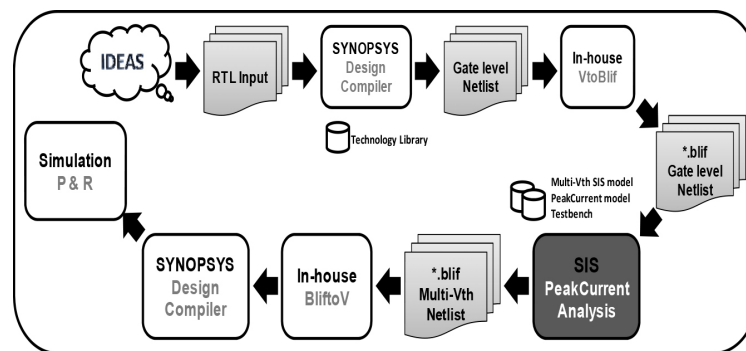 IDEAS
RTL Input
SYNOPSYS
Design
Compiler
Gate level
Netlist
In-house
VtoBlif
Technology Library
*.blif
Gate level
Netlist
Multi-Vth SIS model
PeakCurrent model
Testbench
SIS
PeakCurrent
Analysis
*.blif
Multi-Vth
Netlist
In-house
BliftoV
SYNOPSYS
Design
Compiler
Simulation
P & R